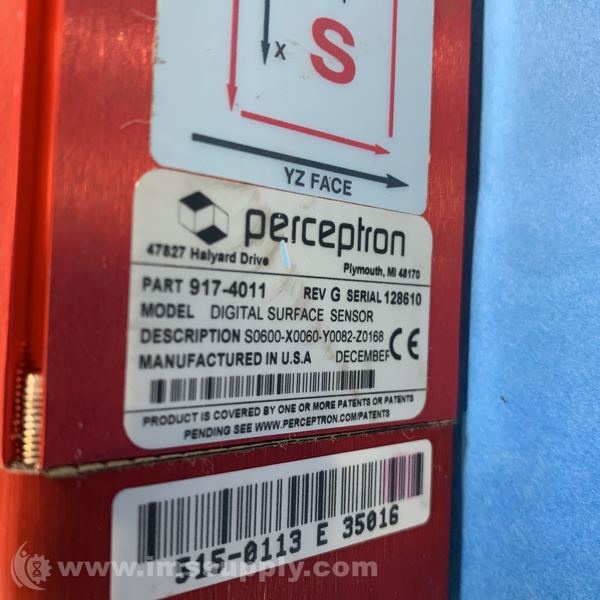 X
S
YZ FACE
perceptron
47827 Halyard Drive
Plymouth, MI 48170
PART 917-4011 REV G SERIAL 128610
MODEL DIGITAL SURFACE SENSOR
DESCRIPTION S0600-X0060-Y0082-Z0168
MANUFACTURED IN U.S.A DECEMBER CE
PRODUCT IS COVERED BY ONE OR MORE PATENTS OR PATENTS
PENDING SEE WWW.PERCEPTRON.COM/PATENTS
515-0113 E 35016
www.imssupply.com